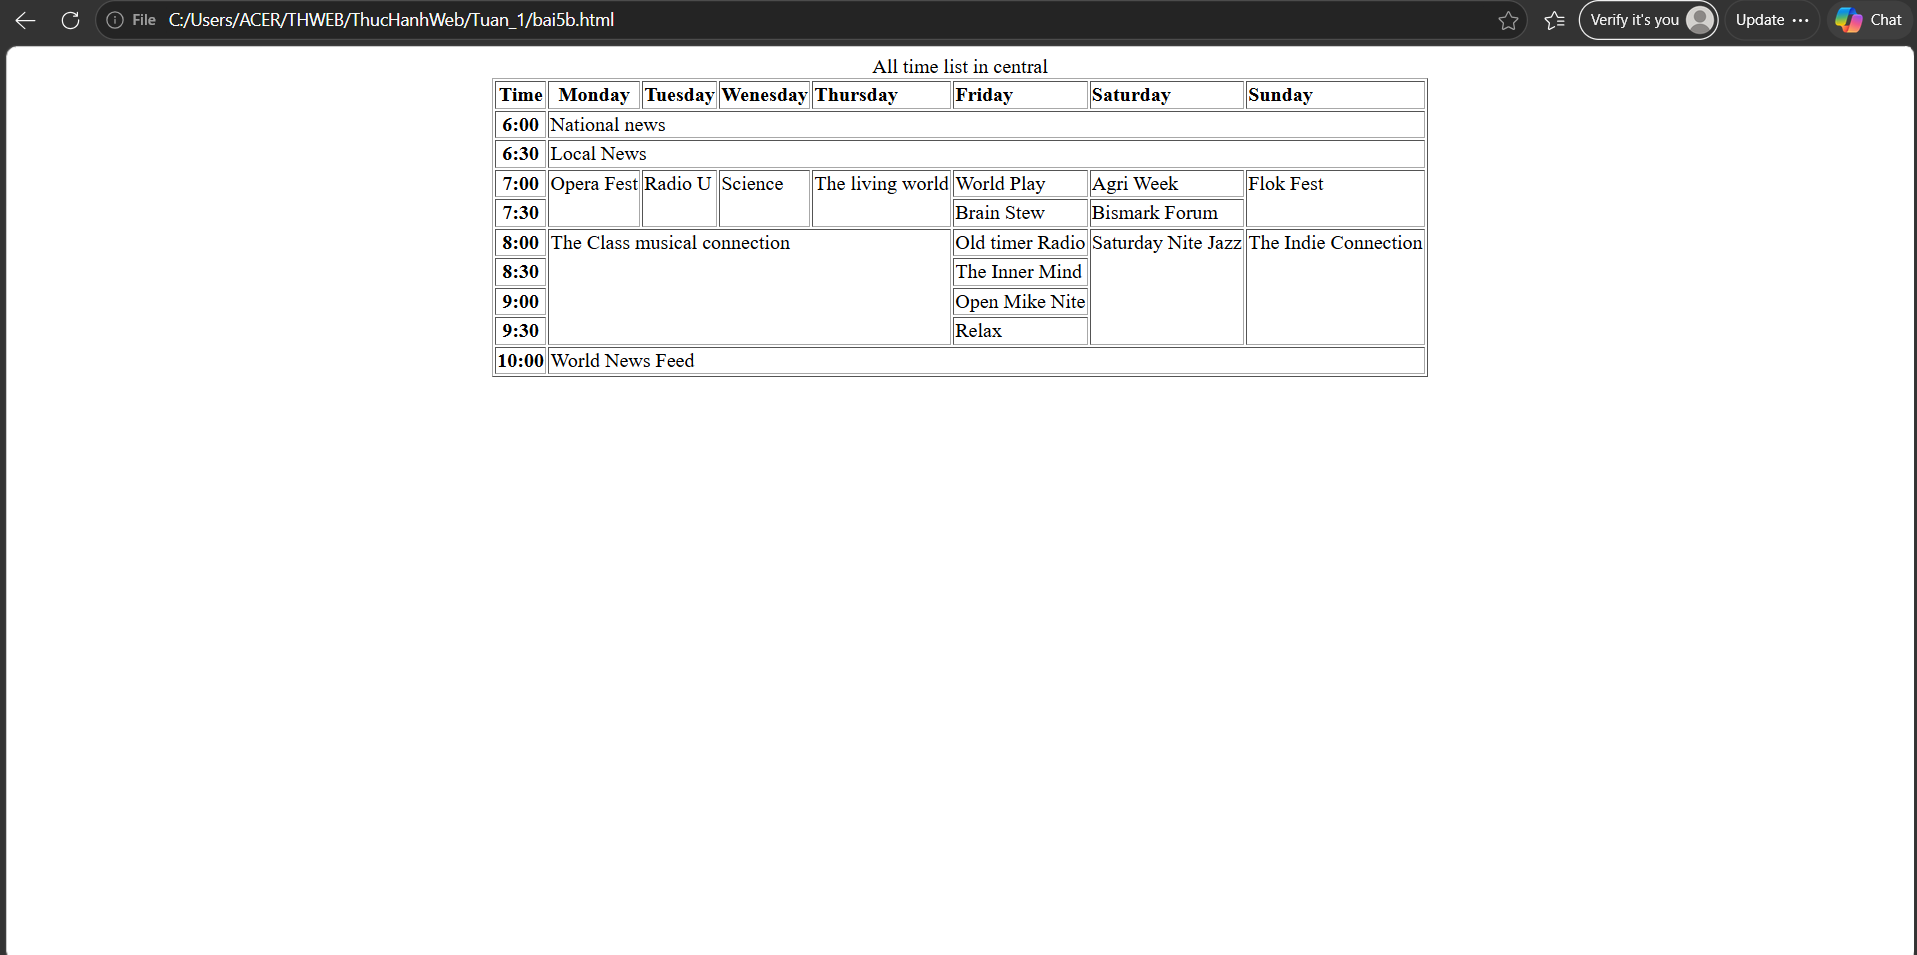 File C:/Users/ACER/THWEB/ThucHanhWeb/Tuan_1/bai5b.html Verify it's you Update Chat
All time list in central
Time Monday Tuesday Wenesday Thursday Friday Saturday Sunday
6:00 National news
6:30 Local News
7:00 Opera Fest Radio U Science The living world World Play Agri Week Flok Fest
7:30 Brain Stew Bismark Forum
8:00 The Class musical connection Old timer Radio Saturday Nite Jazz The Indie Connection
8:30 The Inner Mind
9:00 Open Mike Nite
9:30 Relax
10:00 World News Feed